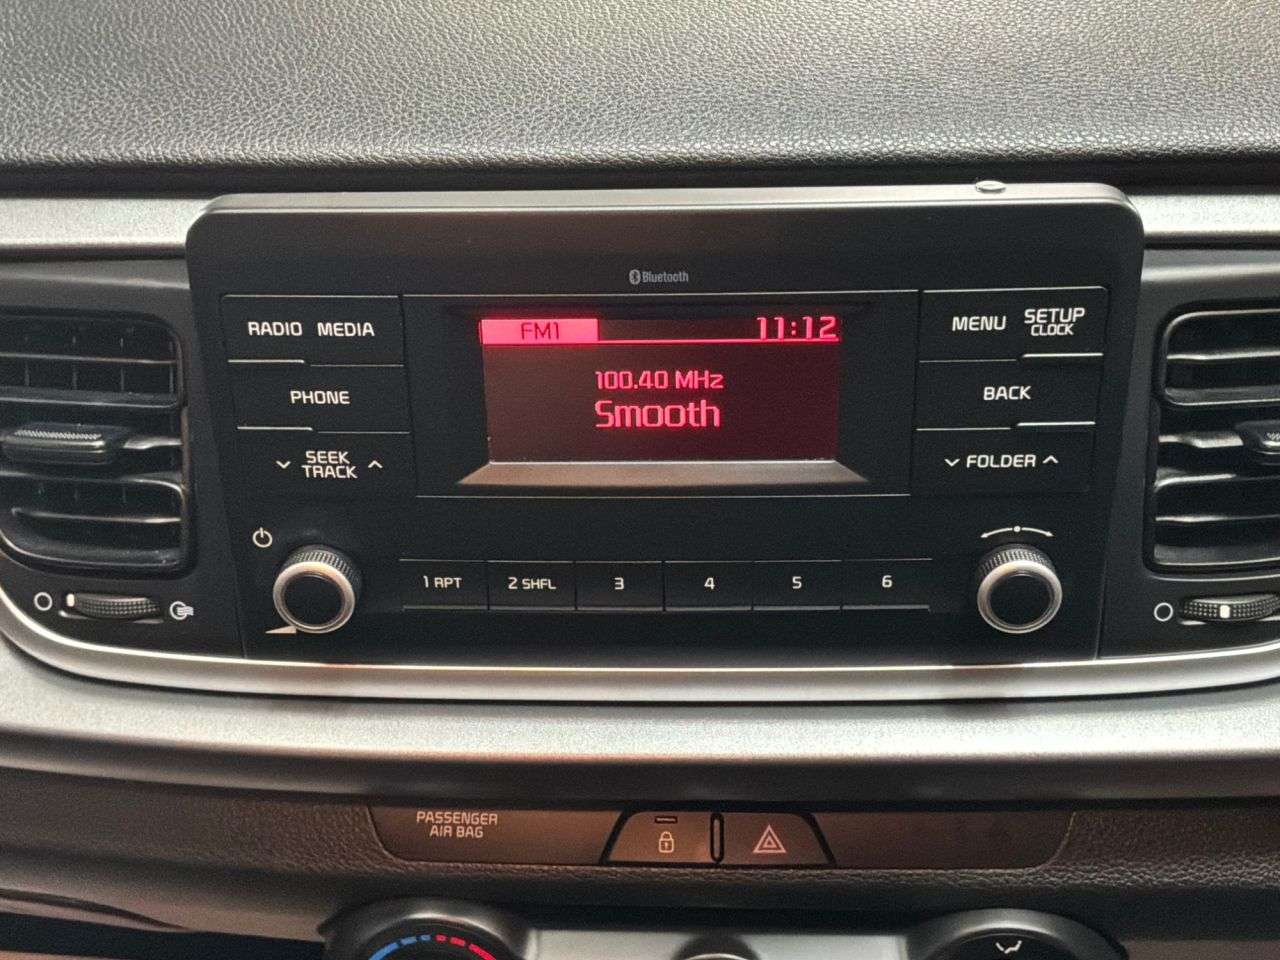 Bluetooth
RADIO MEDIA
PHONE
SEEK
TRACK
FM1 11:12
100.40 MHz
Smooth
MENU SETUP
CLOCK
BACK
FOLDER
1 RPT 2 SHFL 3 4 5 6
PASSENGER
AIR BAG